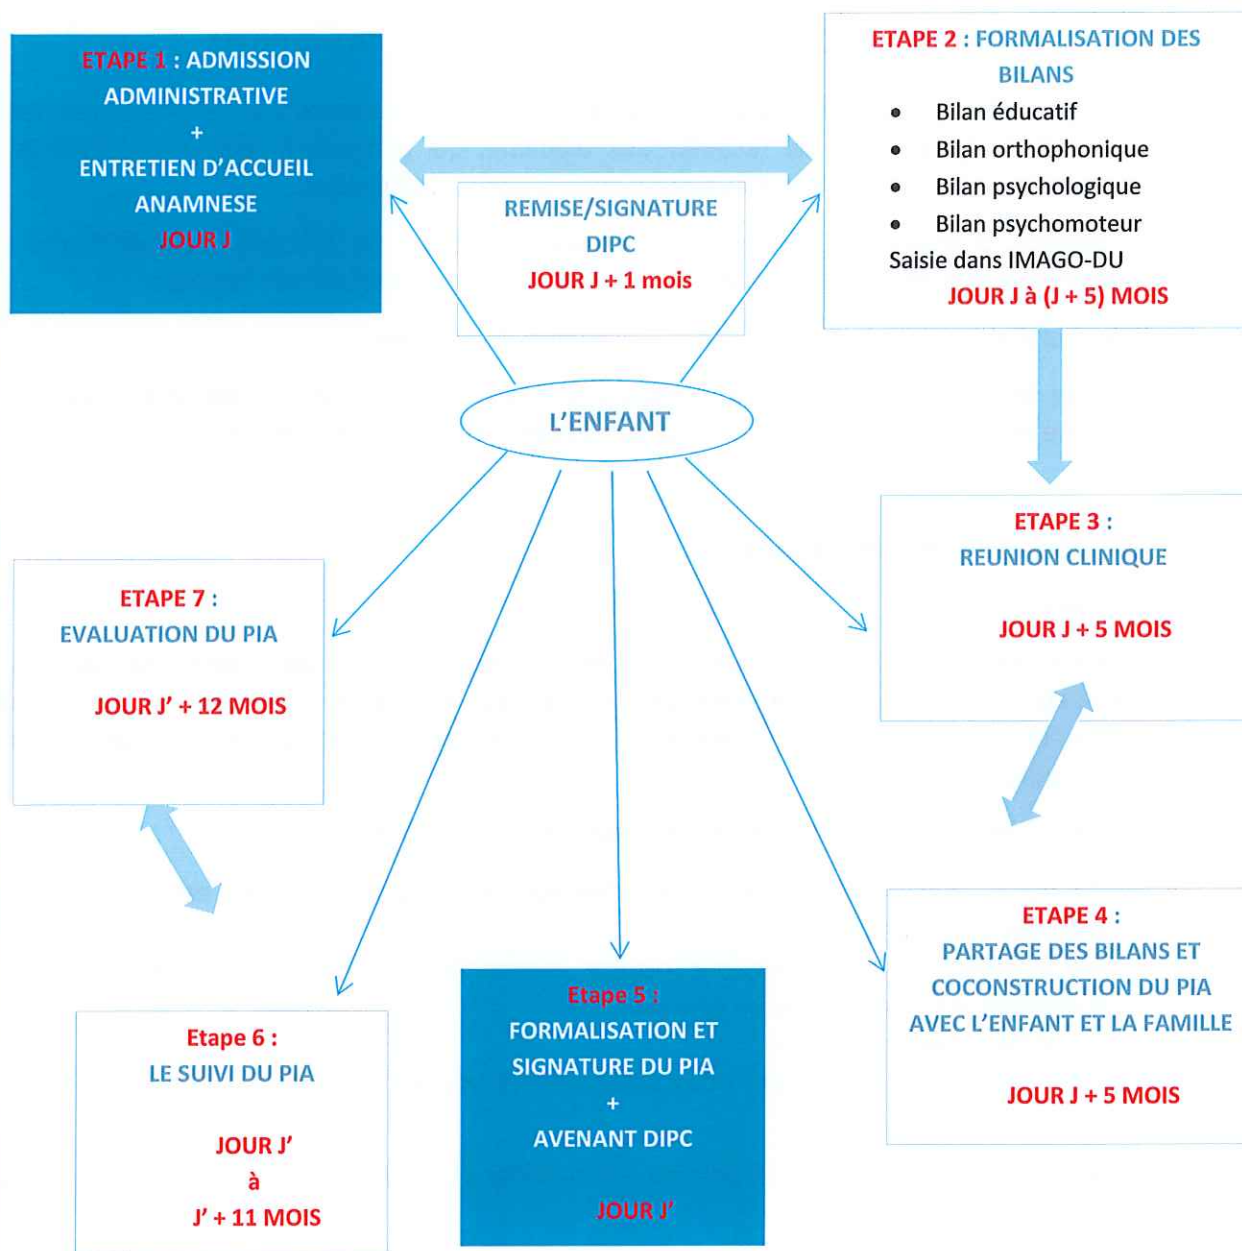 ETAPE 1 : ADMISSION
ADMINISTRATIVE
+
ENTRETIEN D'ACCUEIL
ANAMNESE
JOUR J
REMISE/SIGNATURE
DIPC
JOUR J + 1 mois
ETAPE 2 : FORMALISATION DES
BILANS
• Bilan éducatif
• Bilan orthophonique
• Bilan psychologique
• Bilan psychomoteur
Saisie dans IMAGO-DU
JOUR J à (J + 5) MOIS
L'ENFANT
ETAPE 3 :
REUNION CLINIQUE
JOUR J + 5 MOIS
ETAPE 7 :
EVALUATION DU PIA
JOUR J' + 12 MOIS
ETAPE 4 :
PARTAGE DES BILANS ET
COCONSTRUCTION DU PIA
AVEC L'ENFANT ET LA FAMILLE
JOUR J + 5 MOIS
Etape 5 :
FORMALISATION ET
SIGNATURE DU PIA
+
AVENANT DIPC
JOUR J'
Etape 6 :
LE SUIVI DU PIA
JOUR J'
à
J' + 11 MOIS